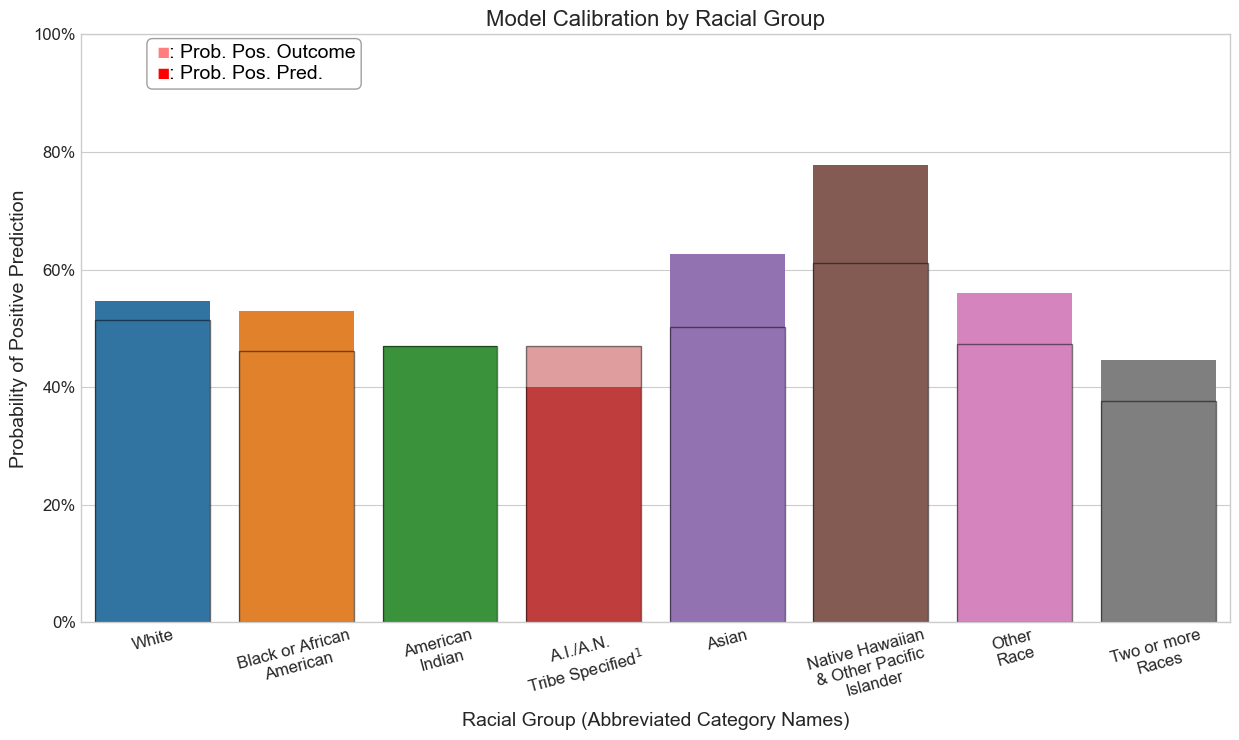 Model Calibration by Racial Group
100%
80%
60%
40%
20%
0%
Probability of Positive Prediction
■: Prob. Pos. Outcome
■: Prob. Pos. Pred.
White
Black or African
American
American
Indian
A.I./A.N.
Tribe Specified¹
Asian
Native Hawaiian
& Other Pacific
Islander
Other
Race
Two or more
Races
Racial Group (Abbreviated Category Names)